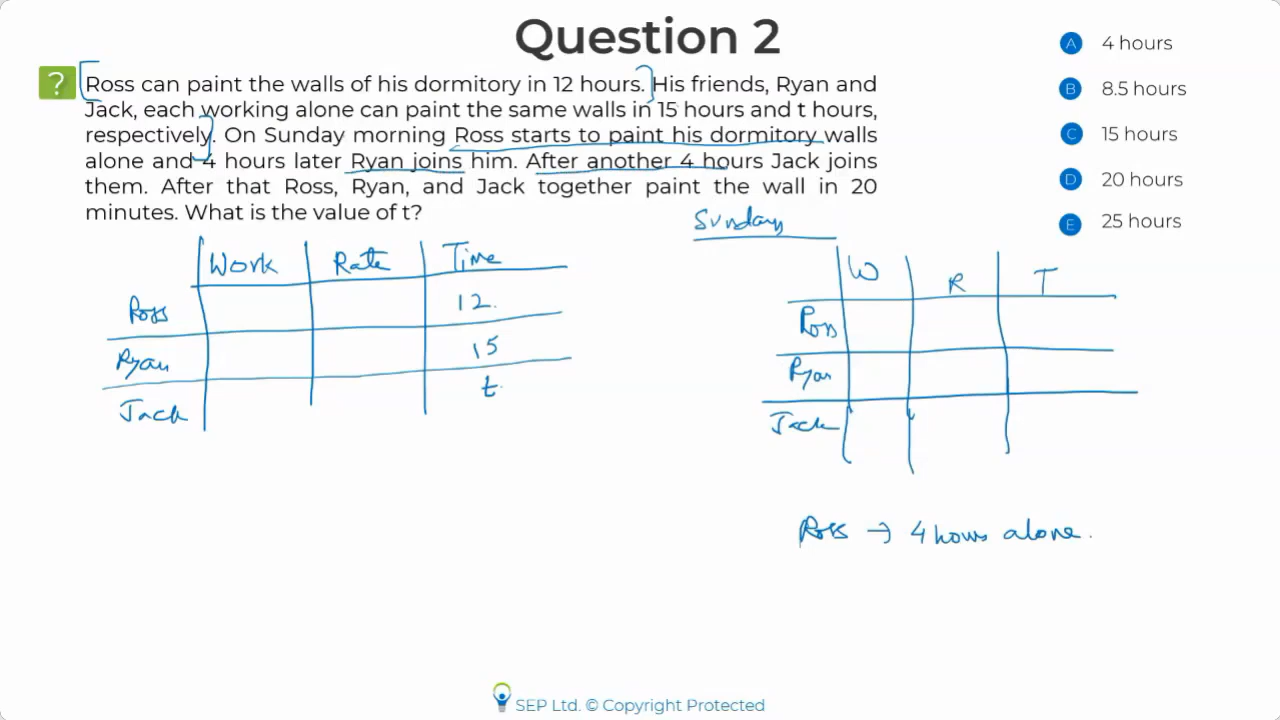 Question 2
? Ross can paint the walls of his dormitory in 12 hours. His friends, Ryan and
Jack, each working alone can paint the same walls in 15 hours and t hours,
respectively. On Sunday morning Ross starts to paint his dormitory walls
alone and 4 hours later Ryan joins him. After another 4 hours Jack joins
them. After that Ross, Ryan, and Jack together paint the wall in 20
minutes. What is the value of t?
A 4 hours
B 8.5 hours
C 15 hours
D 20 hours
E 25 hours
Work Rate Time
Ross 12.
Ryan 15
Jack t.
Sunday
W R T
Ross
Ryan
Jack
Ross → 4 hours alone.
SEP Ltd. © Copyright Protected